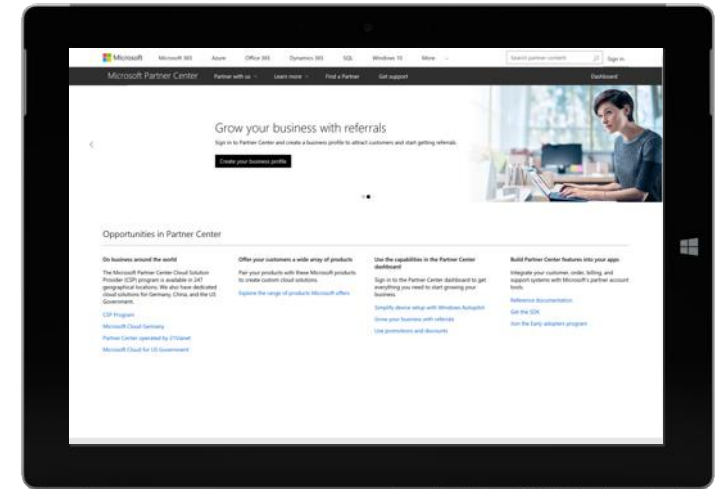 Microsoft Microsoft 365 Azure Office 365 Dynamics 365 SQL Windows 10 More Search partner content Sign in
Microsoft Partner Center Partner with us Learn more Find a Partner Get support Dashboard
Grow your business with referrals
Sign in to Partner Center and create a business profile to attract customers and start getting referrals.
Create your business profile
Opportunities in Partner Center
Do business around the world
The Microsoft Partner Center Cloud Solution
Provider (CSP) program is available in 247
geographical locations. We also have dedicated
cloud solutions for Germany, China, and the US
Government.
CSP Program
Microsoft Cloud Germany
Partner Center operated by 21Vianet
Microsoft Cloud for US Government
Offer your customers a wide array of products
Pair your products with these Microsoft products
to create custom cloud solutions.
Explore the range of products Microsoft offers
Use the capabilities in the Partner Center
dashboard
Sign in to the Partner Center dashboard to get
everything you need to start growing your
business.
Simplify device setup with Windows Autopilot
Grow your business with referrals
Use promotions and discounts
Build Partner Center features into your apps
Integrate your customer, order, billing, and
support systems with Microsoft's partner account
tools.
Reference documentation
Get the SDK
Join the Early adopters program